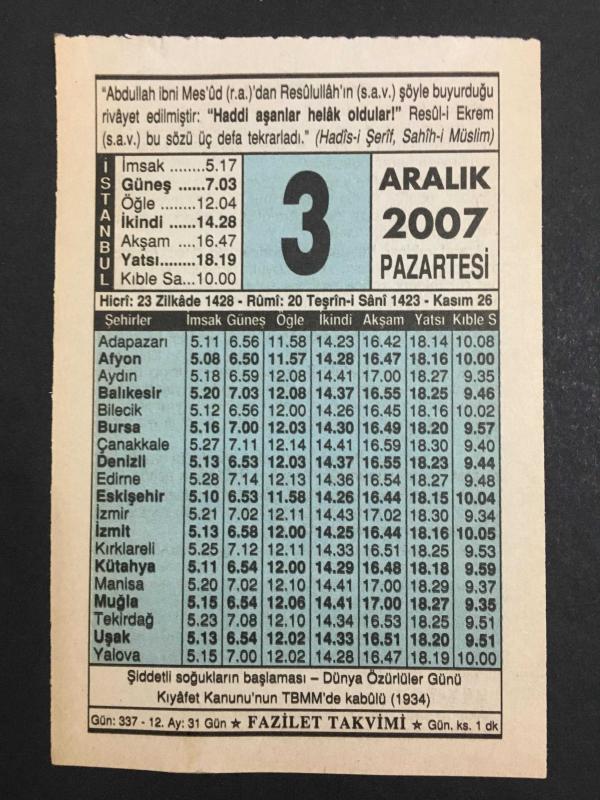 "Abdullah ibni Mes'ûd (r.a.)'dan Resûlullâh'ın (s.a.v.) şöyle buyurduğu
rivâyet edilmiştir: "Haddi aşanlar helâk oldular!" Resûl-i Ekrem
(s.a.v.) bu sözü üç defa tekrarladı." (Hadîs-i Şerîf, Sahîh-i Müslim)
İSTANBUL
İmsak ........5.17
Güneş ......7.03
Öğle ........12.04
İkindi ......14.28
Akşam ....16.47
Yatsı........18.19
Kıble Sa...10.00
3
ARALIK
2007
PAZARTESİ
Hicrî: 23 Zilkâde 1428 - Rûmî: 20 Teşrîn-i Sânî 1423 - Kasım 26
Şehirler İmsak Güneş Öğle İkindi Akşam Yatsı Kıble S
Adapazarı 5.11 6.56 11.58 14.23 16.42 18.14 10.08
Afyon 5.08 6.50 11.57 14.28 16.47 18.16 10.00
Aydın 5.18 6.59 12.08 14.41 17.00 18.27 9.35
Balıkesir 5.20 7.03 12.08 14.37 16.55 18.25 9.46
Bilecik 5.12 6.56 12.00 14.26 16.45 18.16 10.02
Bursa 5.16 7.00 12.03 14.30 16.49 18.20 9.57
Çanakkale 5.27 7.11 12.14 14.41 16.59 18.30 9.40
Denizli 5.13 6.53 12.03 14.37 16.55 18.23 9.44
Edirne 5.28 7.14 12.13 14.36 16.54 18.27 9.48
Eskişehir 5.10 6.53 11.58 14.26 16.44 18.15 10.04
İzmir 5.21 7.02 12.11 14.43 17.02 18.30 9.34
İzmit 5.13 6.58 12.00 14.25 16.44 18.16 10.05
Kırklareli 5.25 7.12 12.11 14.33 16.51 18.25 9.53
Kütahya 5.11 6.54 12.00 14.29 16.48 18.18 9.59
Manisa 5.20 7.02 12.10 14.41 17.00 18.29 9.37
Muğla 5.15 6.54 12.06 14.41 17.00 18.27 9.35
Tekirdağ 5.23 7.08 12.10 14.34 16.53 18.25 9.51
Uşak 5.13 6.54 12.02 14.33 16.51 18.20 9.51
Yalova 5.15 7.00 12.02 14.28 16.47 18.19 10.00
Şiddetli soğukların başlaması – Dünya Özürlüler Günü
Kıyâfet Kanunu'nun TBMM'de kabûlü (1934)
Gün: 337 - 12. Ay: 31 Gün ★ FAZİLET TAKVİMİ ★ Gün. ks. 1 dk